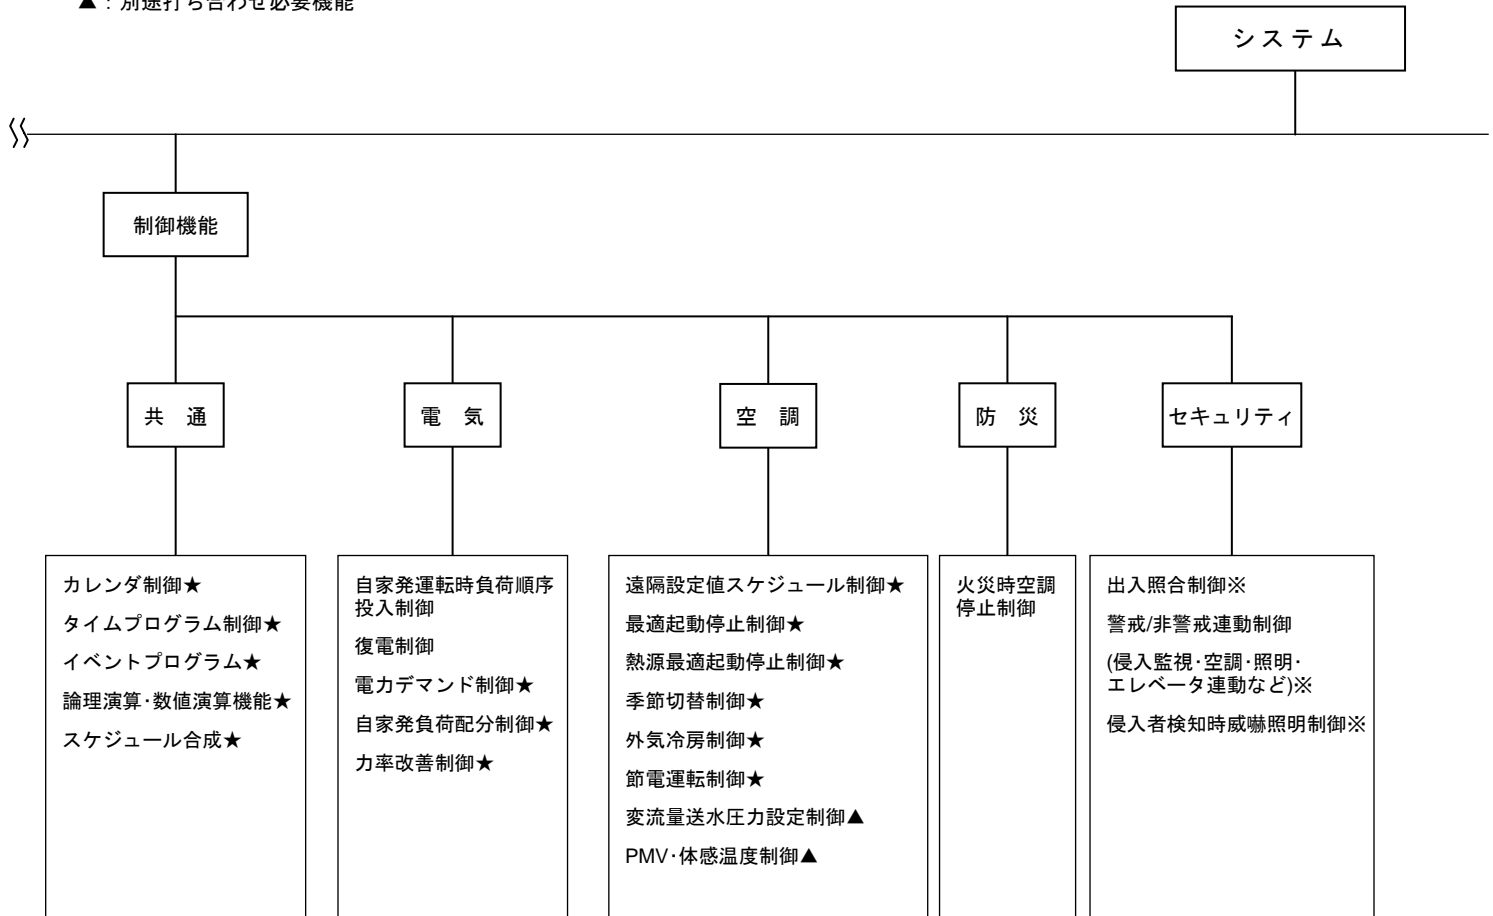 ▲：別途打ち合わせ必要機能
システム
制御機能
共　通
電　気
空　調
防　災
セキュリティ
カレンダ制御★
タイムプログラム制御★
イベントプログラム★
論理演算･数値演算機能★
スケジュール合成★
自家発運転時負荷順序
投入制御
復電制御
電力デマンド制御★
自家発負荷配分制御★
力率改善制御★
遠隔設定値スケジュール制御★
最適起動停止制御★
熱源最適起動停止制御★
季節切替制御★
外気冷房制御★
節電運転制御★
変流量送水圧力設定制御▲
PMV･体感温度制御▲
火災時空調
停止制御
出入照合制御※
警戒/非警戒連動制御
(侵入監視･空調･照明･
エレベータ連動など)※
侵入者検知時威嚇照明制御※